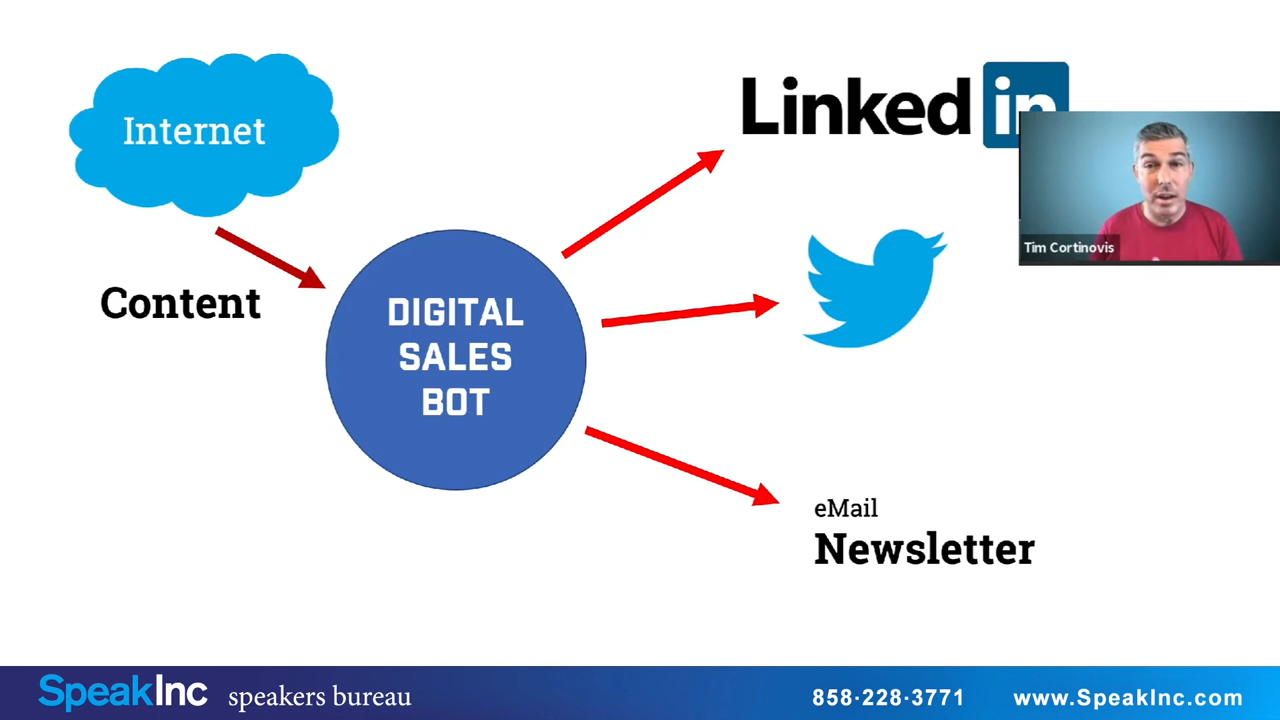 Internet
Content
DIGITAL
SALES
BOT
Linked in
Tim Cortinovis
eMail
Newsletter
SpeakInc speakers bureau
858·228·3771
www.SpeakInc.com